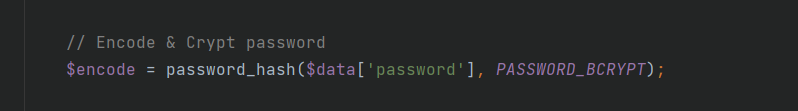 // Encode & Crypt password
$encode = password_hash($data['password'], PASSWORD_BCRYPT);